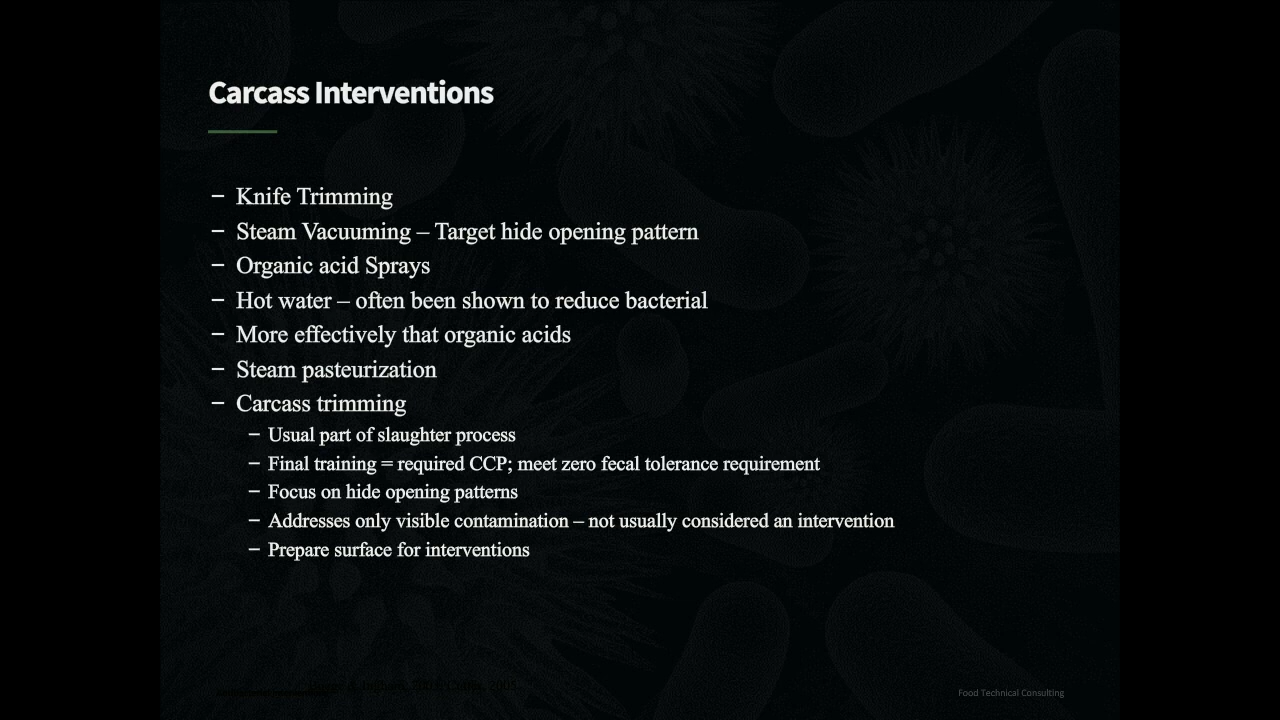 Carcass Interventions
– Knife Trimming
– Steam Vacuuming – Target hide opening pattern
– Organic acid Sprays
– Hot water – often been shown to reduce bacterial
– More effectively that organic acids
– Steam pasteurization
– Carcass trimming
– Usual part of slaughter process
– Final training = required CCP; meet zero fecal tolerance requirement
– Focus on hide opening patterns
– Addresses only visible contamination – not usually considered an intervention
– Prepare surface for interventions
Food Technical Consulting